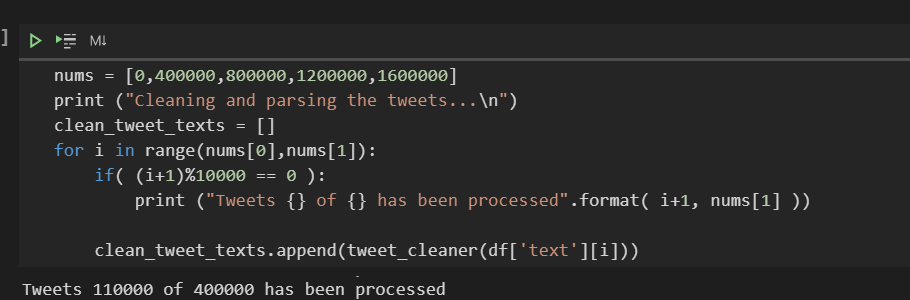 ] M↓
nums = [0,400000,800000,1200000,1600000]
print ("Cleaning and parsing the tweets...\n")
clean_tweet_texts = []
for i in range(nums[0],nums[1]):
    if( (i+1)%10000 == 0 ):
        print ("Tweets {} of {} has been processed".format( i+1, nums[1] ))
    clean_tweet_texts.append(tweet_cleaner(df['text'][i]))
Tweets 110000 of 400000 has been processed